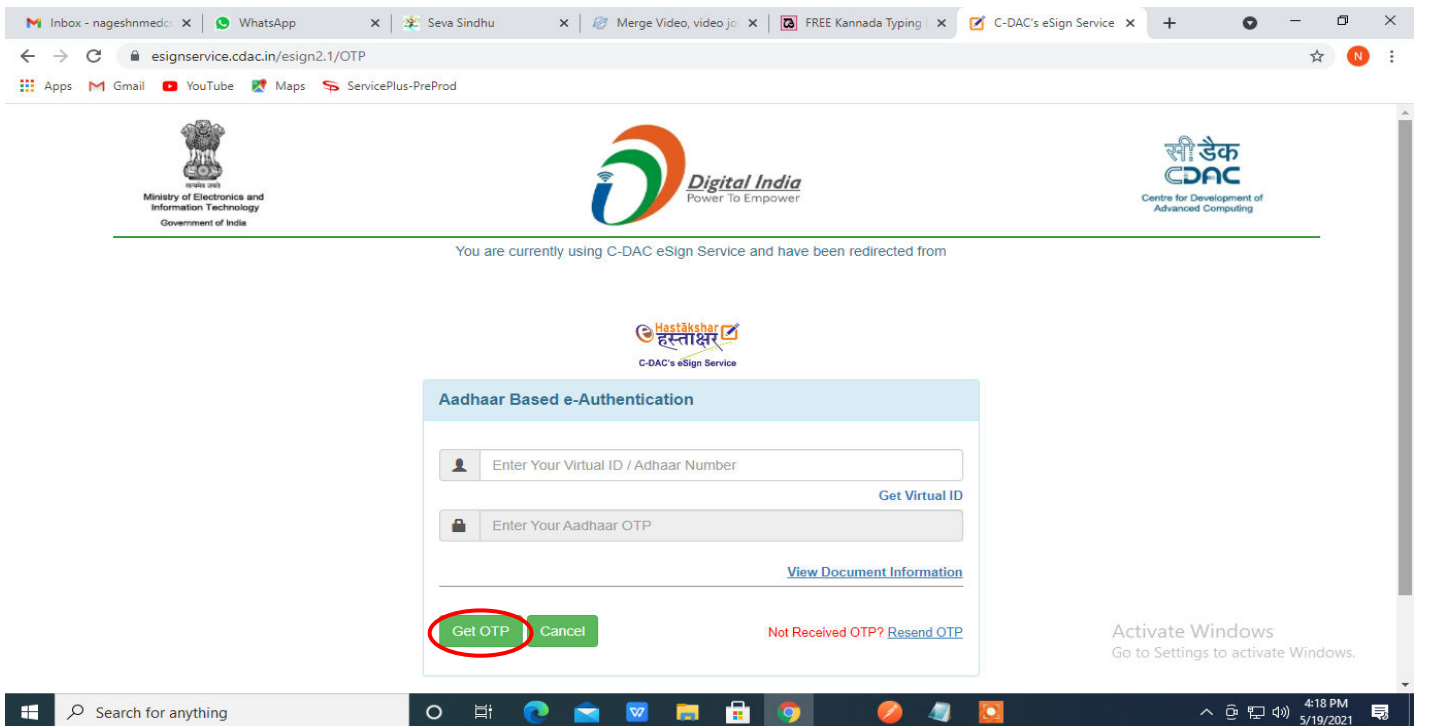 Inbox - nageshnmedcs
WhatsApp
Seva Sindhu
Merge Video, video jo
FREE Kannada Typing |
C-DAC's eSign Service
esignservice.cdac.in/esign2.1/OTP
N
Apps
Gmail
YouTube
Maps
ServicePlus-PreProd
सत्यमेव जयते
Ministry of Electronics and
Information Technology
Government of India
Digital India
Power To Empower
सी डैक
CDAC
Centre for Development of
Advanced Computing
You are currently using C-DAC eSign Service and have been redirected from
e Hastākshar
हस्ताक्षर
C-DAC's eSign Service
Aadhaar Based e-Authentication
Enter Your Virtual ID / Adhaar Number
Get Virtual ID
Enter Your Aadhaar OTP
View Document Information
Get OTP
Cancel
Not Received OTP? Resend OTP
Activate Windows
Go to Settings to activate Windows.
Search for anything
W
4:18 PM
5/19/2021